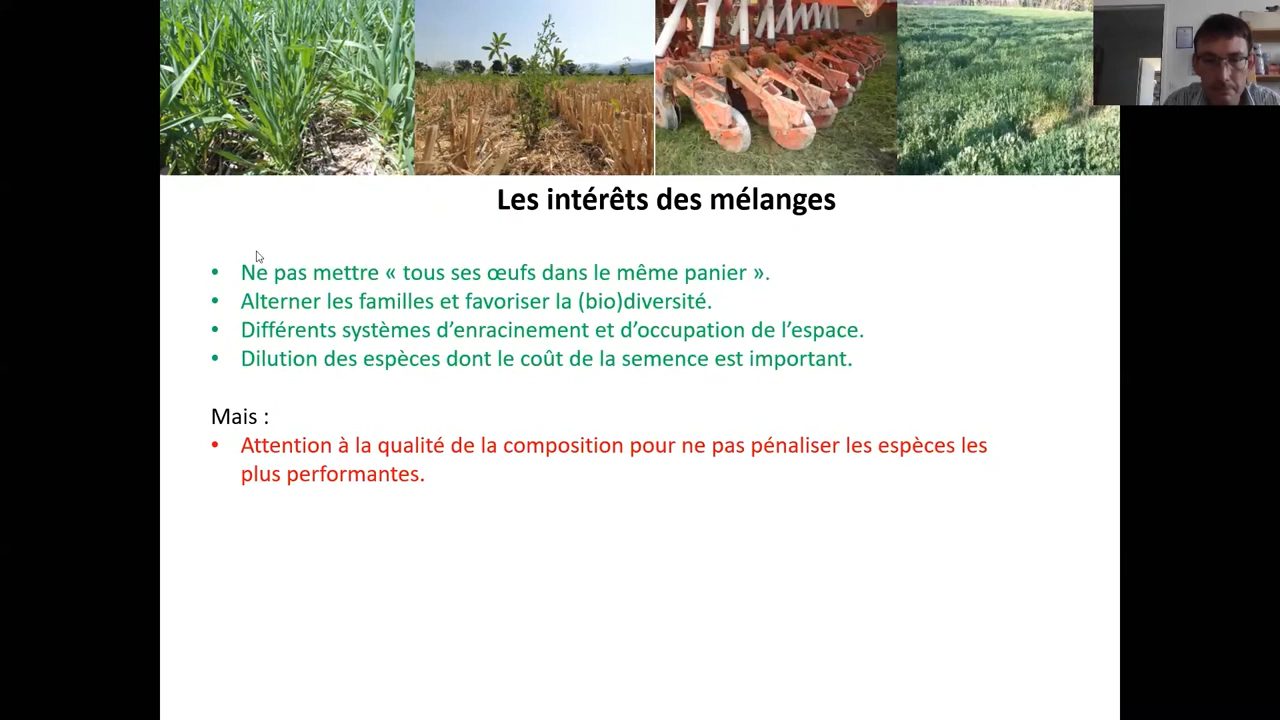 Les intérêts des mélanges
• Ne pas mettre « tous ses œufs dans le même panier ».
• Alterner les familles et favoriser la (bio)diversité.
• Différents systèmes d’enracinement et d’occupation de l’espace.
• Dilution des espèces dont le coût de la semence est important.
Mais :
• Attention à la qualité de la composition pour ne pas pénaliser les espèces les
plus performantes.